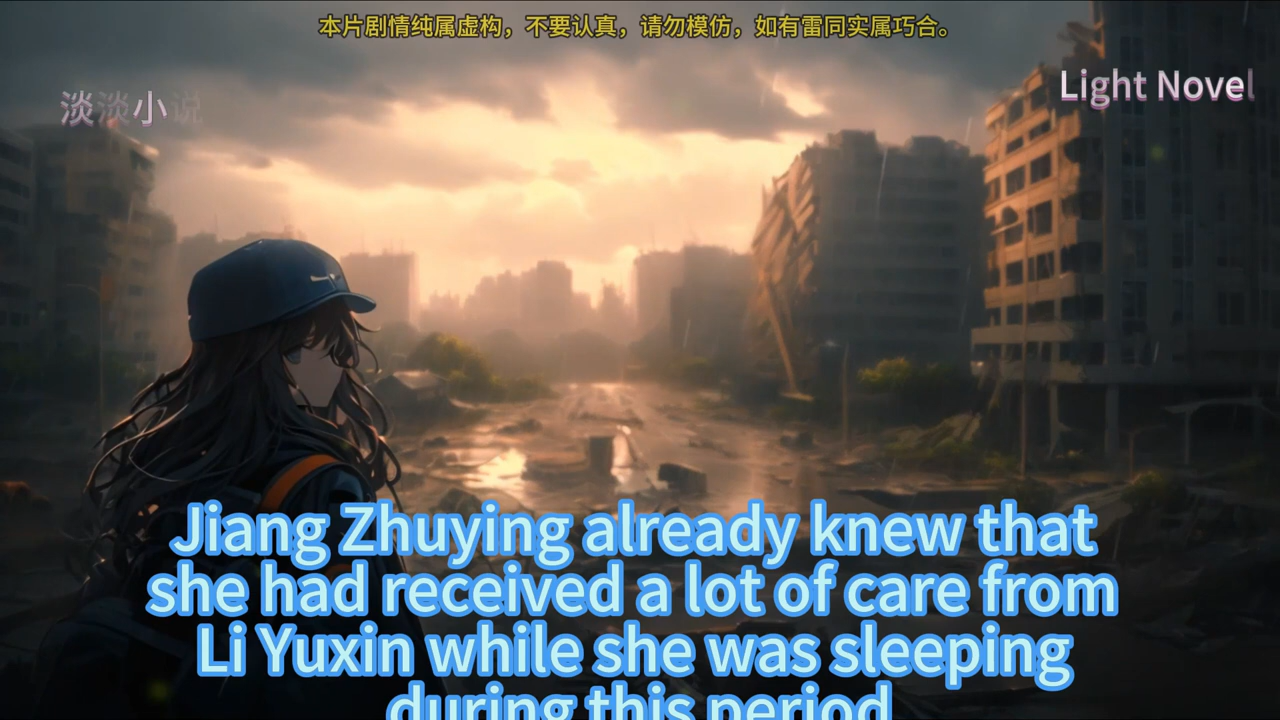 本片剧情纯属虚构，不要认真，请勿模仿，如有雷同实属巧合。
淡淡小说
Light Novel
Jiang Zhuying already knew that
she had received a lot of care from
Li Yuxin while she was sleeping
during this period